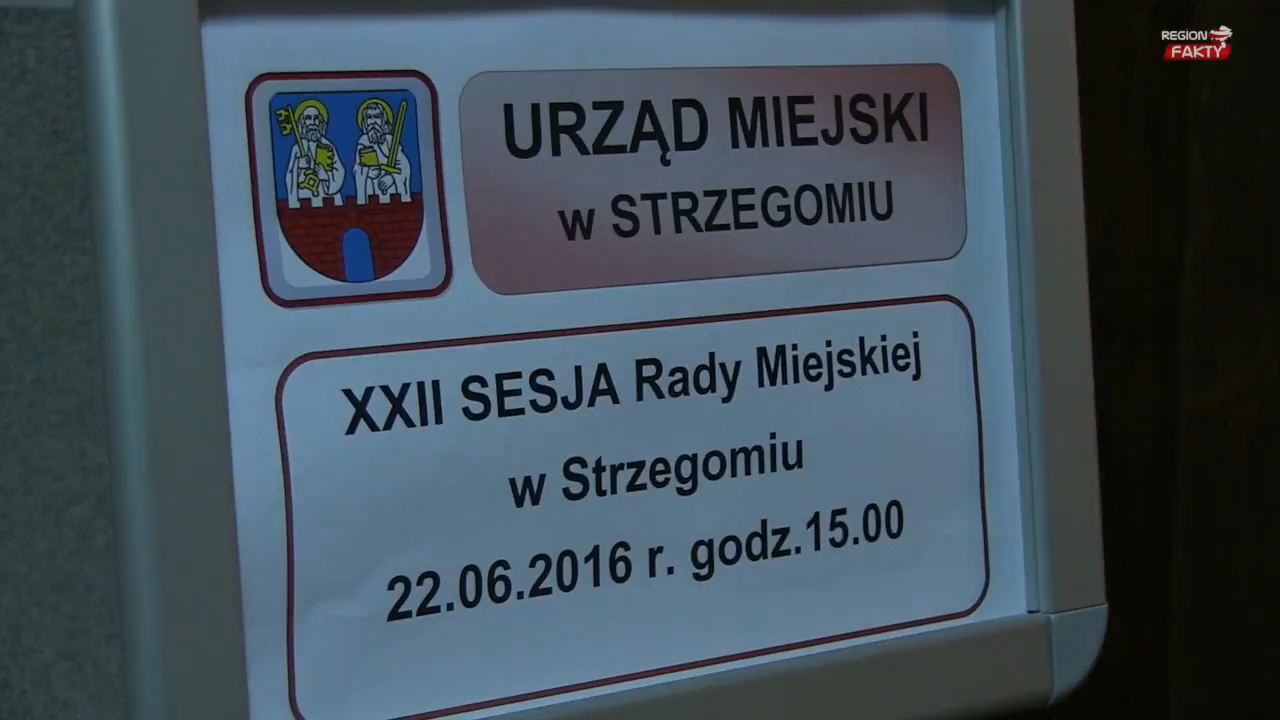 REGION
FAKTY
URZĄD MIEJSKI
w STRZEGOMIU
XXII SESJA Rady Miejskiej
w Strzegomiu
22.06.2016 r. godz.15.00